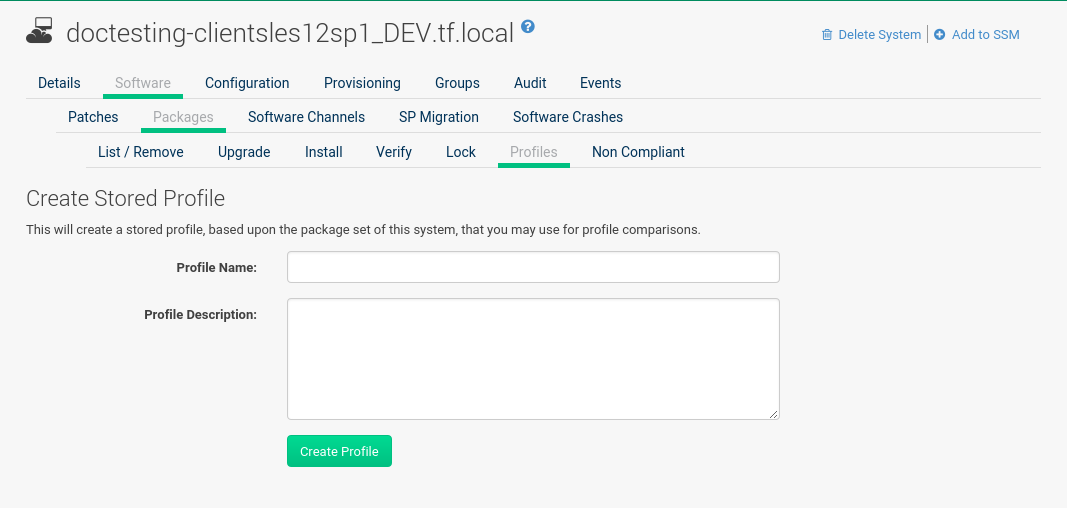 doctesting-clientsles12sp1_DEV.tf.local ?
Delete System | Add to SSM
Details Software Configuration Provisioning Groups Audit Events
Patches Packages Software Channels SP Migration Software Crashes
List / Remove Upgrade Install Verify Lock Profiles Non Compliant
Create Stored Profile
This will create a stored profile, based upon the package set of this system, that you may use for profile comparisons.
Profile Name:
Profile Description:
Create Profile